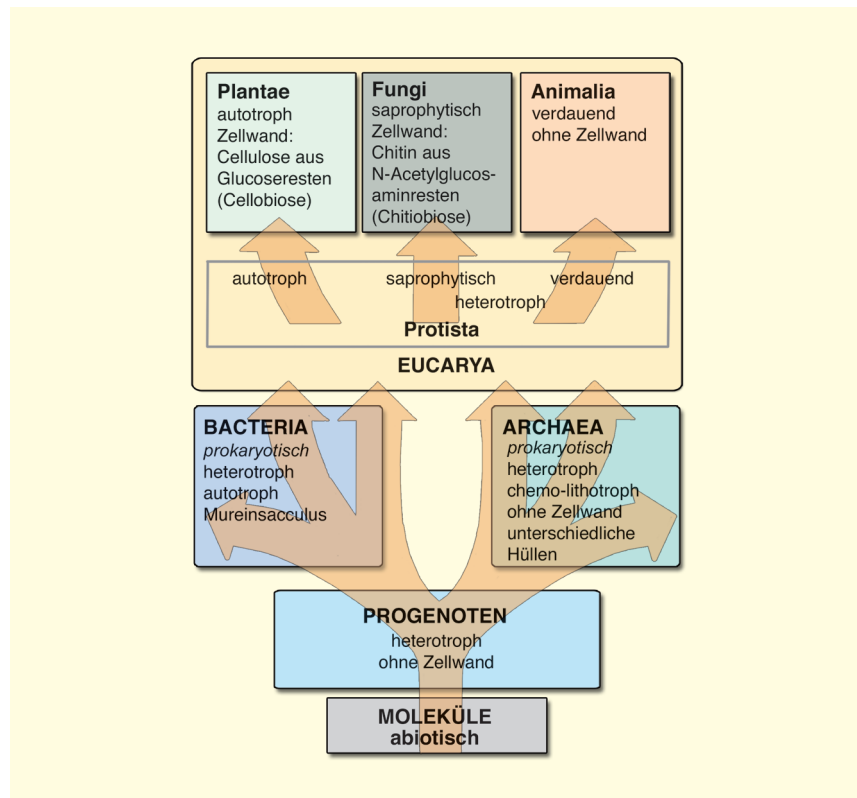 Plantae
autotroph
Zellwand:
Cellulose aus
Glucoseresten
(Cellobiose)
Fungi
saprophytisch
Zellwand:
Chitin aus
N-Acetylglucos-
aminresten
(Chitiobiose)
Animalia
verdauend
ohne Zellwand
autotroph
saprophytisch
verdauend
heterotroph
Protista
EUCARYA
BACTERIA
prokaryotisch
heterotroph
autotroph
Mureinsacculus
ARCHAEA
prokaryotisch
heterotroph
chemo-lithotroph
ohne Zellwand
unterschiedliche
Hüllen
PROGENOTEN
heterotroph
ohne Zellwand
MOLEKÜLE
abiotisch